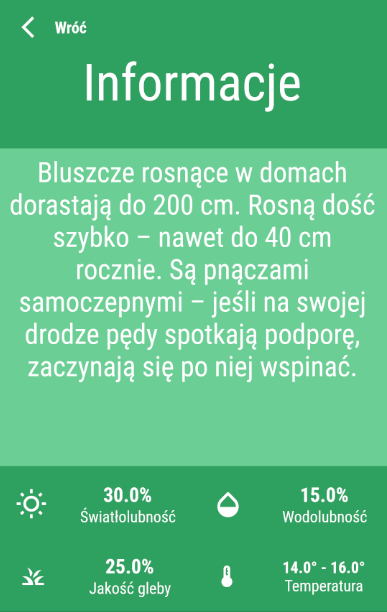 Wróć
Informacje
Bluszcze rosnące w domach
dorastają do 200 cm. Rosną dość
szybko – nawet do 40 cm
rocznie. Są pnączami
samoczepnymi – jeśli na swojej
drodze pędy spotkają podporę,
zaczynają się po niej wspinać.
30.0%
Światłolubność
15.0%
Wodolubność
25.0%
Jakość gleby
14.0° - 16.0°
Temperatura